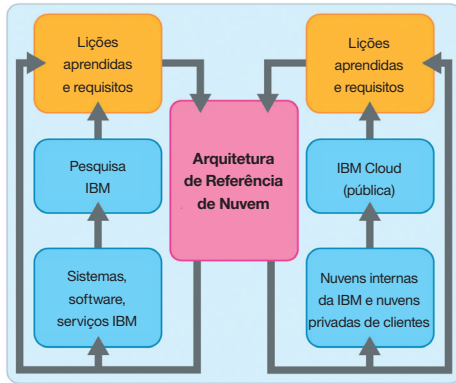 Lições
aprendidas
e requisitos
Pesquisa
IBM
Sistemas,
software,
serviços IBM
Arquitetura
de Referência
de Nuvem
Lições
aprendidas
e requisitos
IBM Cloud
(pública)
Nuvens internas
da IBM e nuvens
privadas de clientes